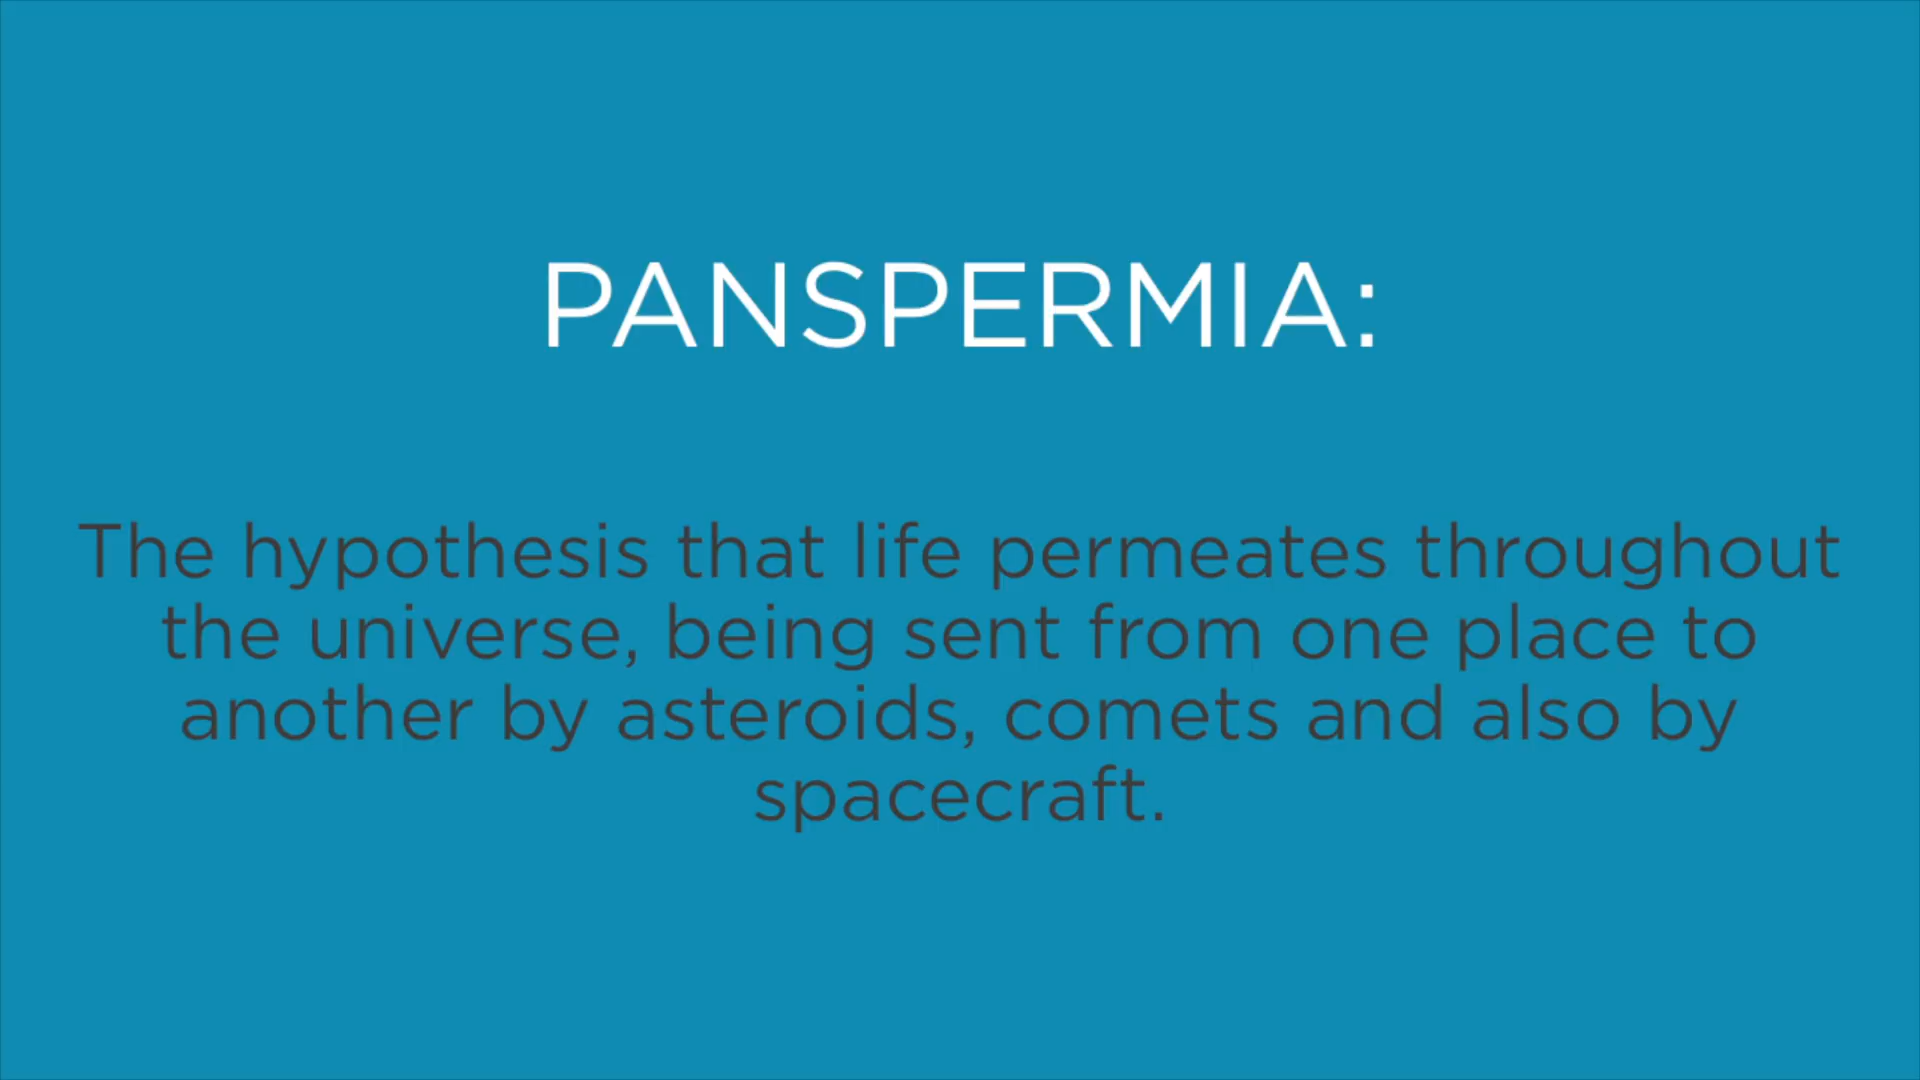 PANSPERMIA:
The hypothesis that life permeates throughout
the universe, being sent from one place to
another by asteroids, comets and also by
spacecraft.